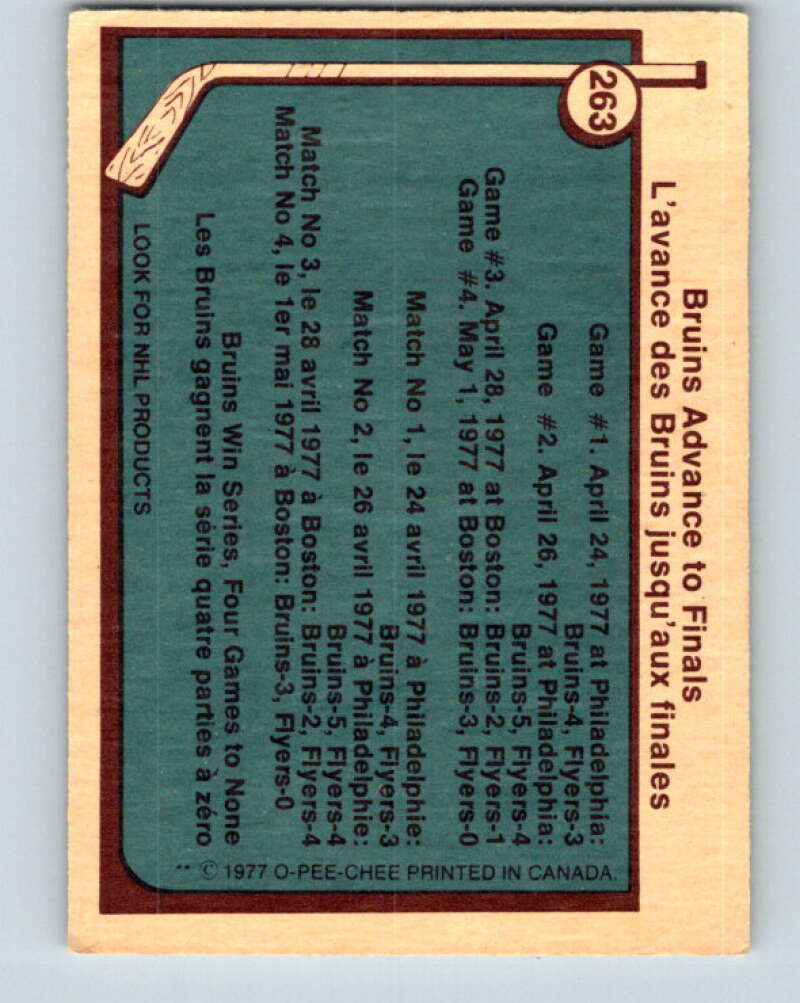 263
Bruins Advance to Finals
L'avance des Bruins jusqu'aux finales
Game #1. April 24, 1977 at Philadelphia:
Bruins-4, Flyers-3
Game #2. April 26, 1977 at Philadelphia:
Bruins-5, Flyers-4
Game #3. April 28, 1977 at Boston: Bruins-2, Flyers-1
Game #4. May 1, 1977 at Boston: Bruins-3, Flyers-0
Match No 1, le 24 avril 1977 à Philadelphie:
Bruins-4, Flyers-3
Match No 2, le 26 avril 1977 à Philadelphie:
Bruins-5, Flyers-4
Match No 3, le 28 avril 1977 à Boston: Bruins-2, Flyers-4
Match No 4, le 1er mai 1977 à Boston: Bruins-3, Flyers-0
Bruins Win Series, Four Games to None
Les Bruins gagnent la série quatre parties à zéro
LOOK FOR NHL PRODUCTS
** © 1977 O-PEE-CHEE PRINTED IN CANADA.